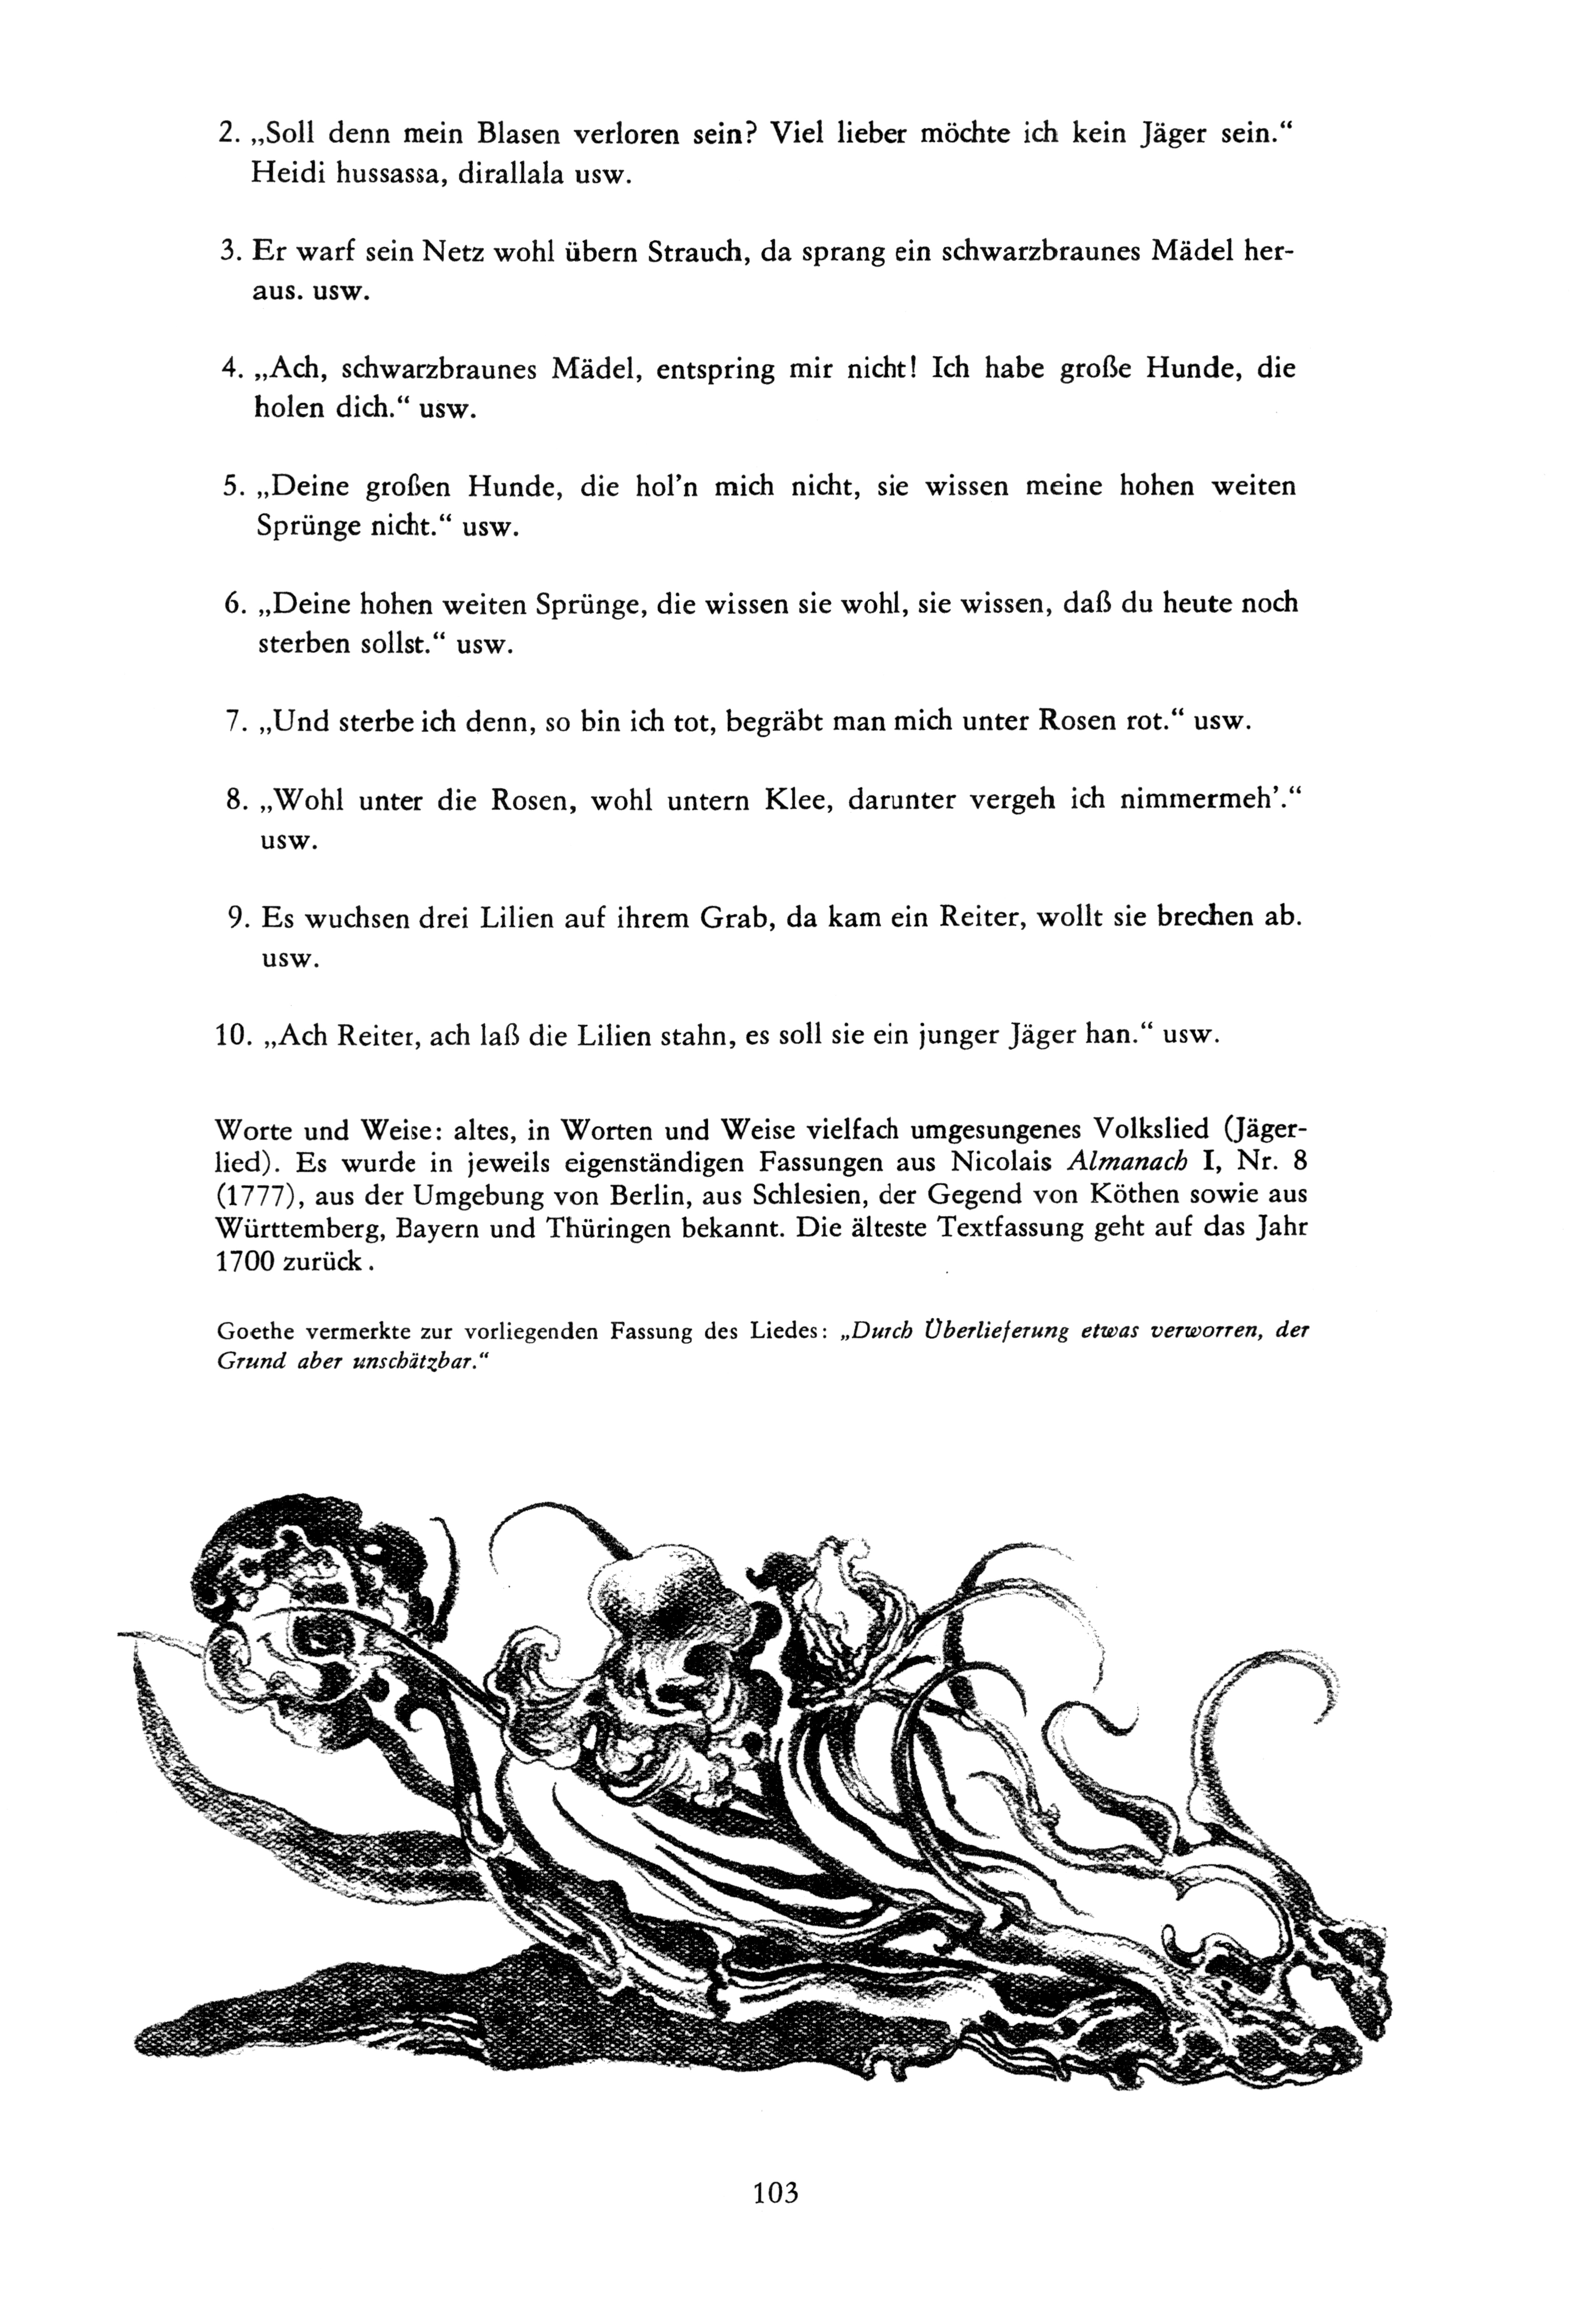 2. „Soll denn mein Blasen verloren sein? Viel lieber möchte ich kein Jäger sein.“
Heidi hussassa, dirallala usw.
3. Er warf sein Netz wohl übern Strauch, da sprang ein schwarzbraunes Mädel her-
aus. usw.
4. „Ach, schwarzbraunes Mädel, entspring mir nicht! Ich habe große Hunde, die
holen dich.“ usw.
5. „Deine großen Hunde, die hol’n mich nicht, sie wissen meine hohen weiten
Sprünge nicht.“ usw.
6. „Deine hohen weiten Sprünge, die wissen sie wohl, sie wissen, daß du heute noch
sterben sollst.“ usw.
7. „Und sterbe ich denn, so bin ich tot, begräbt man mich unter Rosen rot.“ usw.
8. „Wohl unter die Rosen, wohl untern Klee, darunter vergeh ich nimmermeh’.“
usw.
9. Es wuchsen drei Lilien auf ihrem Grab, da kam ein Reiter, wollt sie brechen ab.
usw.
10. „Ach Reiter, ach laß die Lilien stahn, es soll sie ein junger Jäger han.“ usw.
Worte und Weise: altes, in Worten und Weise vielfach umgesungenes Volkslied (Jäger-
lied). Es wurde in jeweils eigenständigen Fassungen aus Nicolais Almanach I, Nr. 8
(1777), aus der Umgebung von Berlin, aus Schlesien, der Gegend von Köthen sowie aus
Württemberg, Bayern und Thüringen bekannt. Die älteste Textfassung geht auf das Jahr
1700 zurück.
Goethe vermerkte zur vorliegenden Fassung des Liedes: „Durch Überlieferung etwas verworren, der
Grund aber unschätzbar.“
103